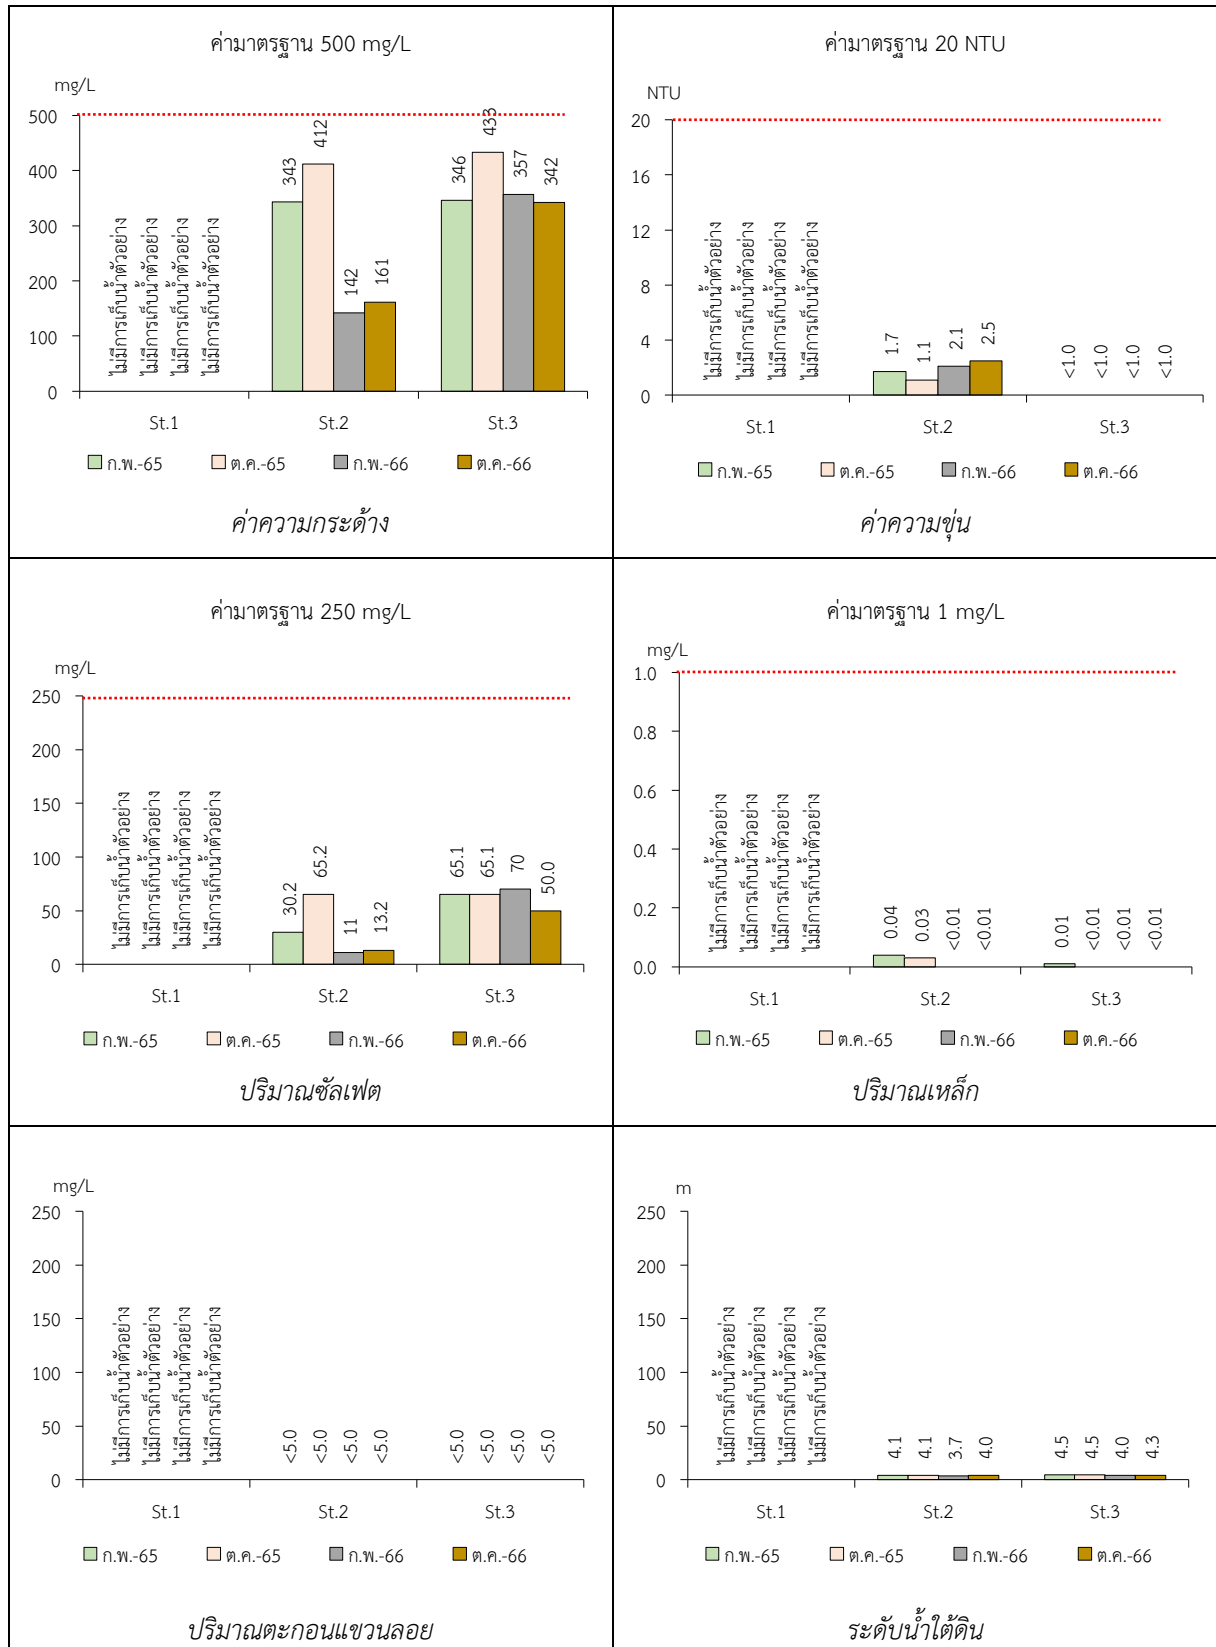 ค่ามาตรฐาน 500 mg/L
mg/L
500
400
300
200
100
0
ไม่มีการเก็บน้ำตัวอย่าง
ไม่มีการเก็บน้ำตัวอย่าง
ไม่มีการเก็บน้ำตัวอย่าง
ไม่มีการเก็บน้ำตัวอย่าง
343
412
142
161
346
433
357
342
St.1 St.2 St.3
ก.พ.-65 ต.ค.-65 ก.พ.-66 ต.ค.-66
ค่าความกระด้าง
ค่ามาตรฐาน 20 NTU
NTU
20
16
12
8
4
0
ไม่มีการเก็บน้ำตัวอย่าง
ไม่มีการเก็บน้ำตัวอย่าง
ไม่มีการเก็บน้ำตัวอย่าง
ไม่มีการเก็บน้ำตัวอย่าง
1.7
1.1
2.1
2.5
<1.0
<1.0
<1.0
<1.0
St.1 St.2 St.3
ก.พ.-65 ต.ค.-65 ก.พ.-66 ต.ค.-66
ค่าความขุ่น
ค่ามาตรฐาน 250 mg/L
mg/L
250
200
150
100
50
0
ไม่มีการเก็บน้ำตัวอย่าง
ไม่มีการเก็บน้ำตัวอย่าง
ไม่มีการเก็บน้ำตัวอย่าง
ไม่มีการเก็บน้ำตัวอย่าง
30.2
65.2
11
13.2
65.1
65.1
70
50.0
St.1 St.2 St.3
ก.พ.-65 ต.ค.-65 ก.พ.-66 ต.ค.-66
ปริมาณซัลเฟต
ค่ามาตรฐาน 1 mg/L
mg/L
1.0
0.8
0.6
0.4
0.2
0.0
ไม่มีการเก็บน้ำตัวอย่าง
ไม่มีการเก็บน้ำตัวอย่าง
ไม่มีการเก็บน้ำตัวอย่าง
ไม่มีการเก็บน้ำตัวอย่าง
0.04
0.03
<0.01
<0.01
0.01
<0.01
<0.01
<0.01
St.1 St.2 St.3
ก.พ.-65 ต.ค.-65 ก.พ.-66 ต.ค.-66
ปริมาณเหล็ก
mg/L
250
200
150
100
50
0
ไม่มีการเก็บน้ำตัวอย่าง
ไม่มีการเก็บน้ำตัวอย่าง
ไม่มีการเก็บน้ำตัวอย่าง
ไม่มีการเก็บน้ำตัวอย่าง
<5.0
<5.0
<5.0
<5.0
<5.0
<5.0
<5.0
<5.0
St.1 St.2 St.3
ก.พ.-65 ต.ค.-65 ก.พ.-66 ต.ค.-66
ปริมาณตะกอนแขวนลอย
m
250
200
150
100
50
0
ไม่มีการเก็บน้ำตัวอย่าง
ไม่มีการเก็บน้ำตัวอย่าง
ไม่มีการเก็บน้ำตัวอย่าง
ไม่มีการเก็บน้ำตัวอย่าง
4.1
4.1
3.7
4.0
4.5
4.5
4.0
4.3
St.1 St.2 St.3
ก.พ.-65 ต.ค.-65 ก.พ.-66 ต.ค.-66
ระดับน้ำใต้ดิน